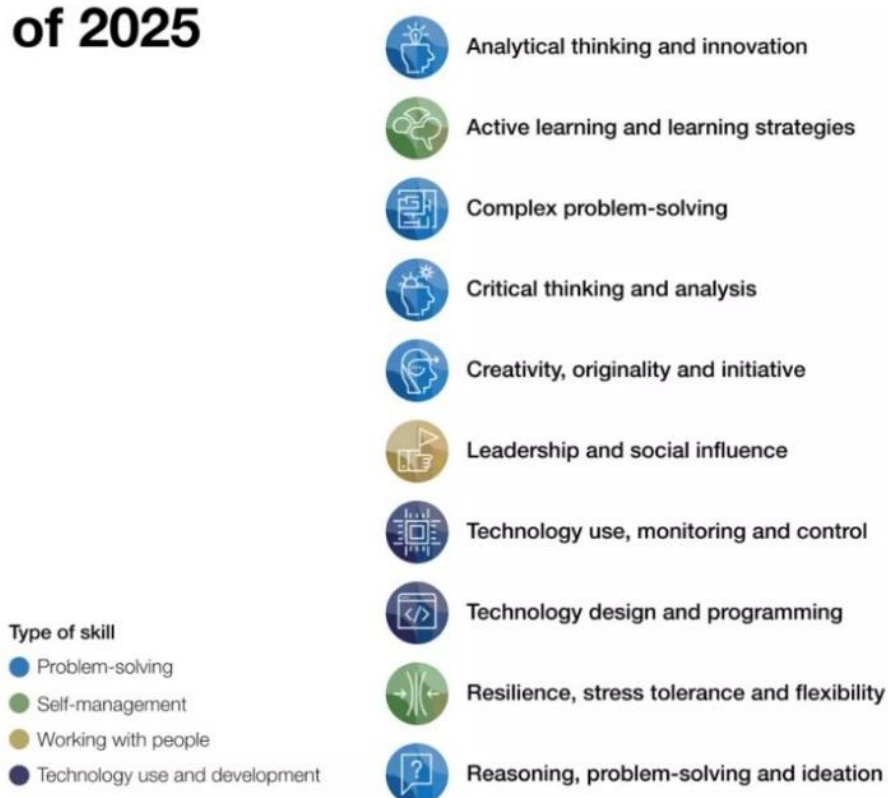 of 2025
Analytical thinking and innovation
Active learning and learning strategies
Complex problem-solving
Critical thinking and analysis
Creativity, originality and initiative
Leadership and social influence
Technology use, monitoring and control
Technology design and programming
Resilience, stress tolerance and flexibility
Reasoning, problem-solving and ideation
Type of skill
Problem-solving
Self-management
Working with people
Technology use and development